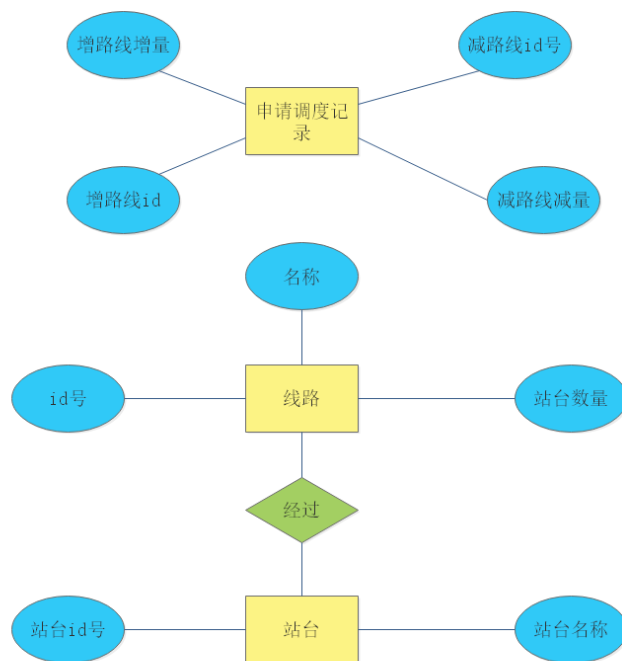 增路线增量
减路线id号
申请调度记
录
增路线id
减路线减量
名称
id号
线路
站台数量
经过
站台id号
站台
站台名称